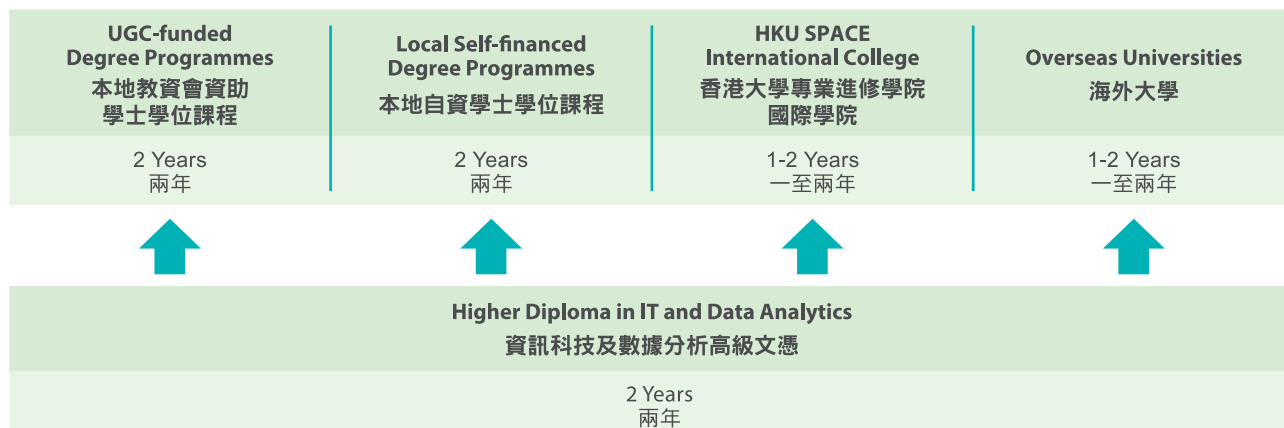 UGC-funded
Degree Programmes
本地教資會資助
學士學位課程
2 Years
兩年
Local Self-financed
Degree Programmes
本地自資學士學位課程
2 Years
兩年
HKU SPACE
International College
香港大學專業進修學院
國際學院
1-2 Years
一至兩年
Overseas Universities
海外大學
1-2 Years
一至兩年
Higher Diploma in IT and Data Analytics
資訊科技及數據分析高級文憑
2 Years
兩年